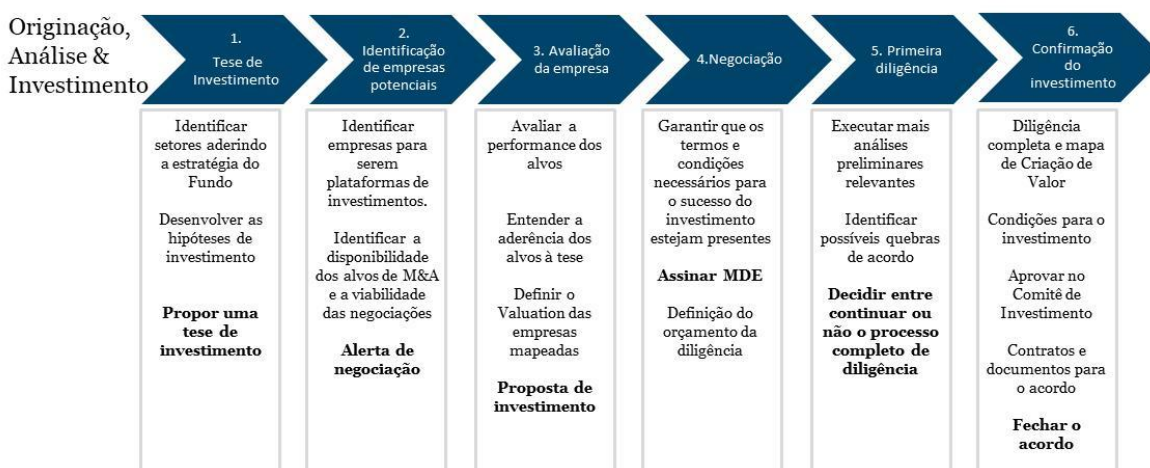 Originação,
Análise &
Investimento
1.
Tese de
Investimento
2.
Identificação
de empresas
potenciais
3. Avaliação
da empresa
4.Negociação
5. Primeira
diligência
6.
Confirmação
do
investimento
Identificar
setores aderindo
a estratégia do
Fundo
Desenvolver as
hipóteses de
investimento
Propor uma
tese de
investimento
Identificar
empresas para
serem
plataformas de
investimentos.
Identificar a
disponibilidade
dos alvos de M&A
e a viabilidade
das negociações
Alerta de
negociação
Avaliar a
performance dos
alvos
Entender a
aderência dos
alvos à tese
Definir o
Valuation das
empresas
mapeadas
Proposta de
investimento
Garantir que os
termos e
condições
necessários para
o sucesso do
investimento
estejam presentes
Assinar MDE
Definição do
orçamento da
diligência
Executar mais
análises
preliminares
relevantes
Identificar
possíveis quebras
de acordo
Decidir entre
continuar ou
não o processo
completo de
diligência
Diligência
completa e mapa
de Criação de
Valor
Condições para o
investimento
Aprovar no
Comitê de
Investimento
Contratos e
documentos para
o acordo
Fechar o
acordo